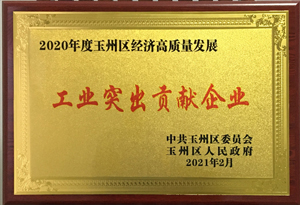 2020年度玉州区经济高质量发展
工业突出贡献企业
中共玉州区委员会
玉州区人民政府
2021年2月